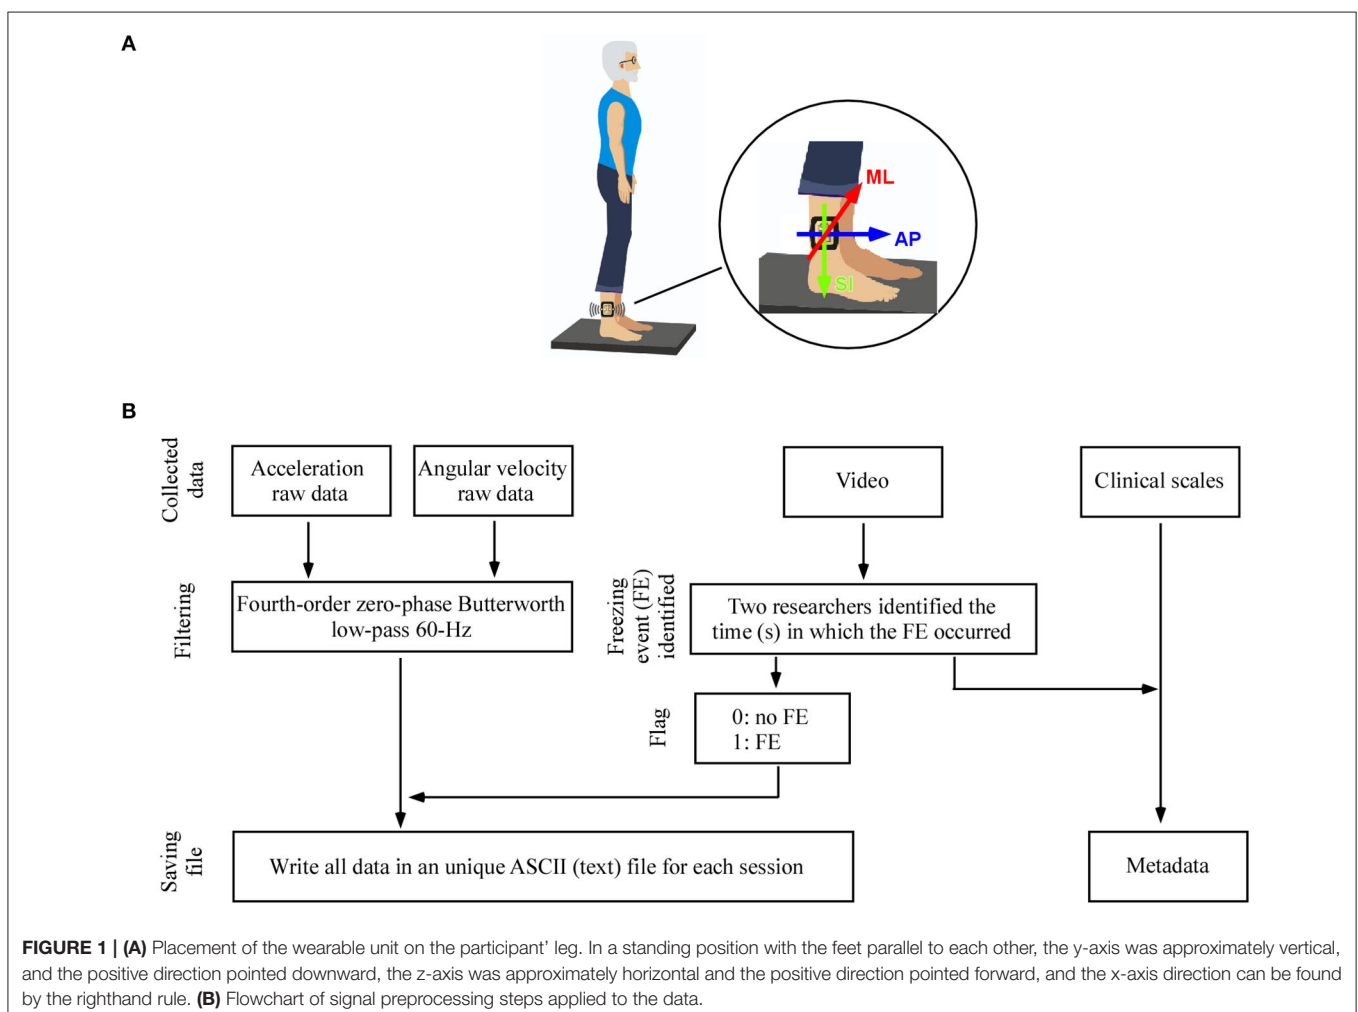 A
ML
AP
SI
B
Collected
data
Acceleration
raw data
Angular velocity
raw data
Video
Clinical scales
Filtering
Fourth-order zero-phase Butterworth
low-pass 60-Hz
Freezing
event (FE)
identified
Two researchers identified the
time (s) in which the FE occurred
Flag
0: no FE
1: FE
Saving
file
Write all data in an unique ASCII (text) file for each session
Metadata
FIGURE 1 | (A) Placement of the wearable unit on the participant' leg. In a standing position with the feet parallel to each other, the y-axis was approximately vertical,
and the positive direction pointed downward, the z-axis was approximately horizontal and the positive direction pointed forward, and the x-axis direction can be found
by the righthand rule. (B) Flowchart of signal preprocessing steps applied to the data.